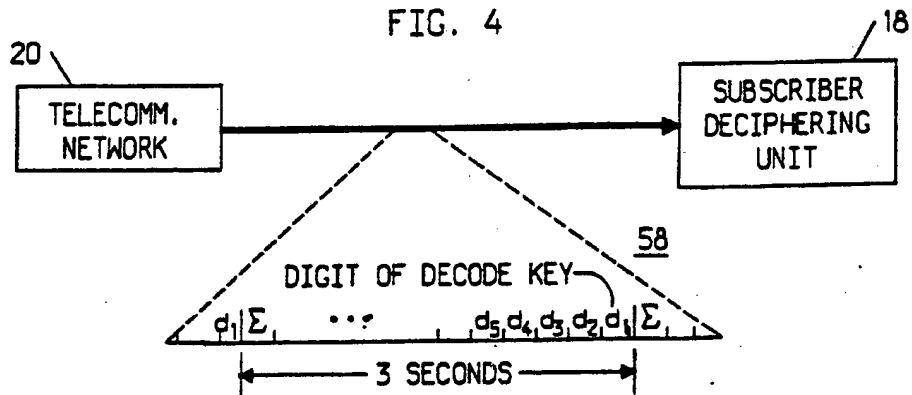 FIG. 4
20
18
TELECOMM.
NETWORK
SUBSCRIBER
DECIPHERING
UNIT
58
DIGIT OF DECODE KEY
d₁ Σ ... d₅ d₄ d₃ d₂ d₁ Σ
3 SECONDS